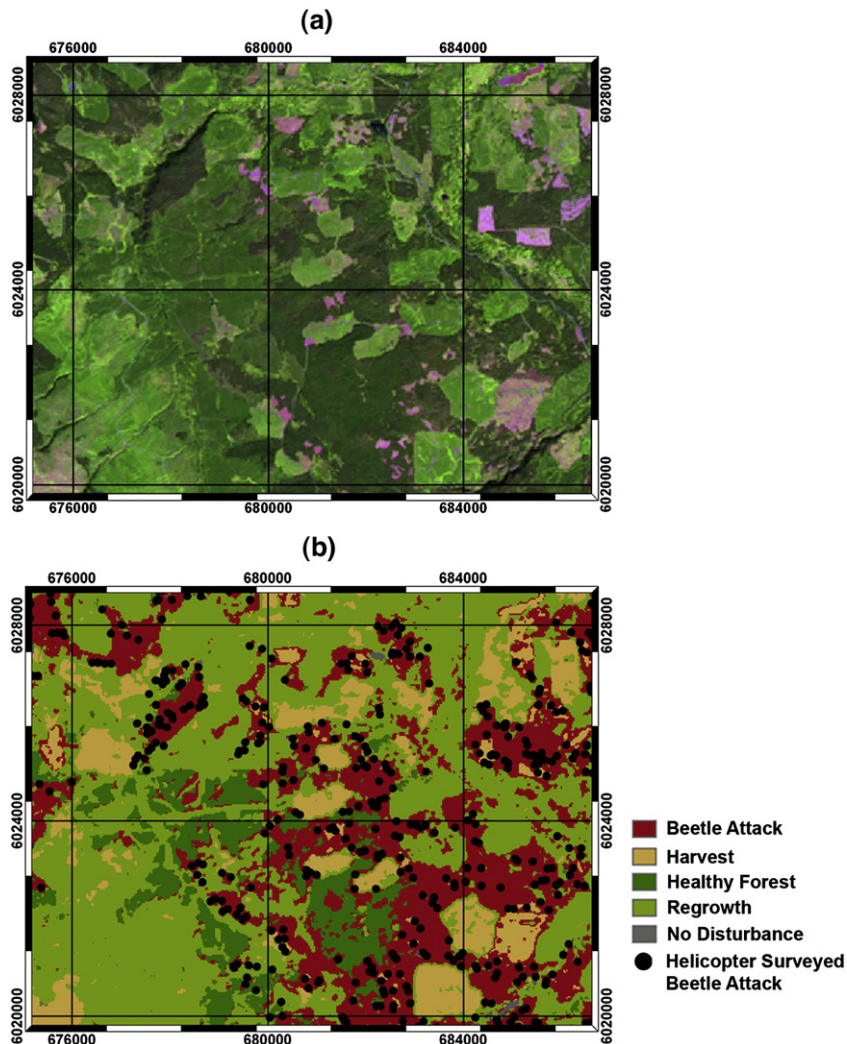 (a)
676000 680000 684000
6028000 6028000
6024000 6024000
6020000 6020000
676000 680000 684000
(b)
676000 680000 684000
6028000 6028000
6024000 6024000
6020000 6020000
676000 680000 684000
Beetle Attack
Harvest
Healthy Forest
Regrowth
No Disturbance
Helicopter Surveyed
Beetle Attack